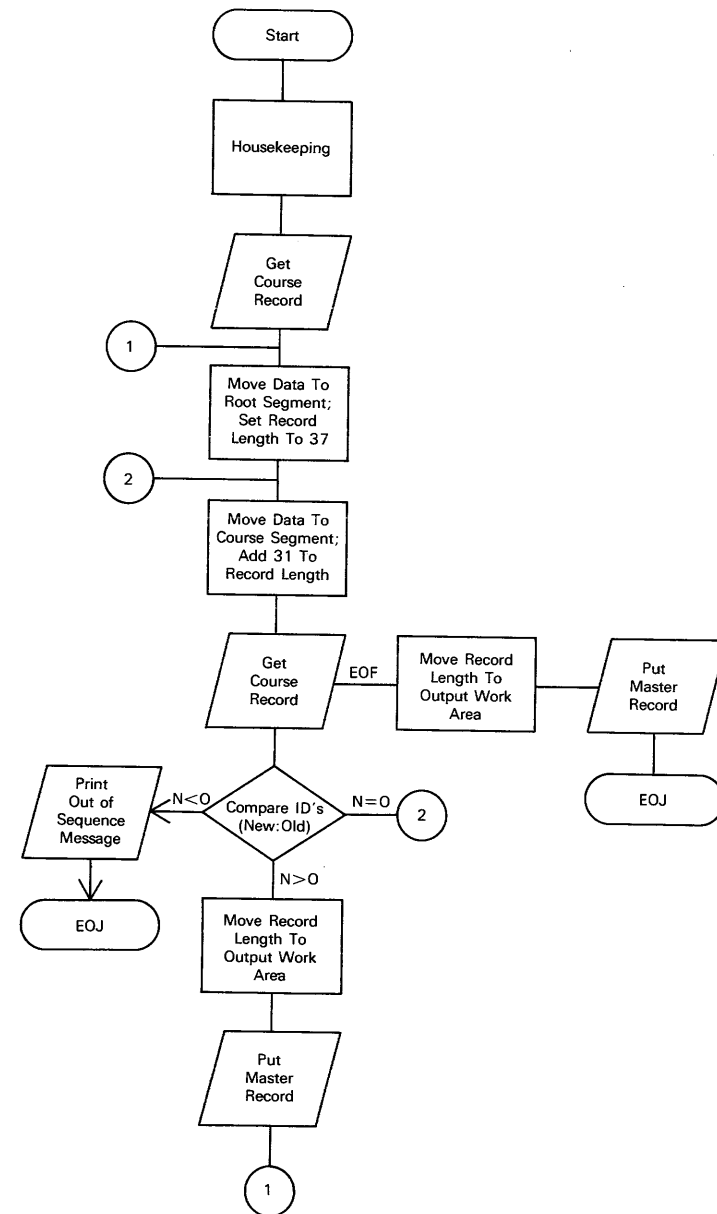 Start
Housekeeping
Get
Course
Record
1
Move Data To
Root Segment;
Set Record
Length To 37
2
Move Data To
Course Segment;
Add 31 To
Record Length
Get
Course
Record
EOF
Move Record
Length To
Output Work
Area
Put
Master
Record
EOJ
Compare ID's
(New:Old)
N<O
Print
Out of
Sequence
Message
EOJ
N=O
2
N>O
Move Record
Length To
Output Work
Area
Put
Master
Record
1